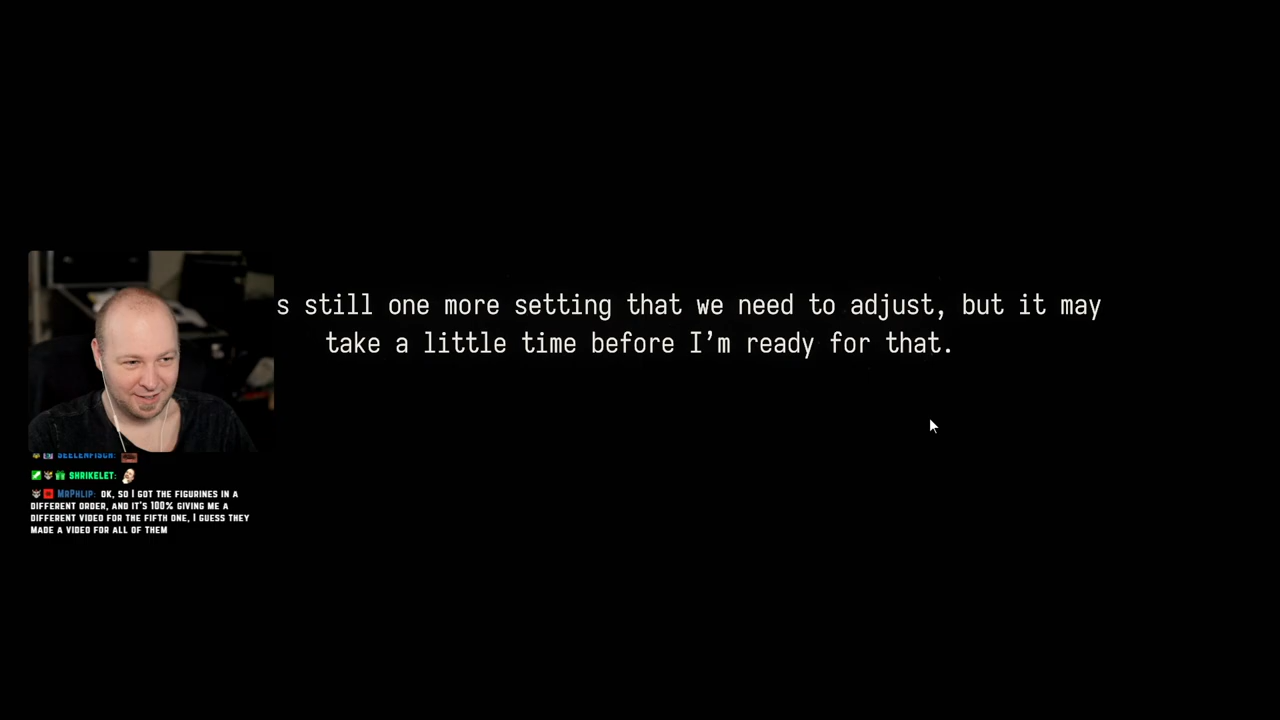 s still one more setting that we need to adjust, but it may
take a little time before I’m ready for that.
SEELENFISCH:
SHRIKELET:
MRPHLIP: OK, SO I GOT THE FIGURINES IN A
DIFFERENT ORDER, AND IT'S 100% GIVING ME A
DIFFERENT VIDEO FOR THE FIFTH ONE, I GUESS THEY
MADE A VIDEO FOR ALL OF THEM